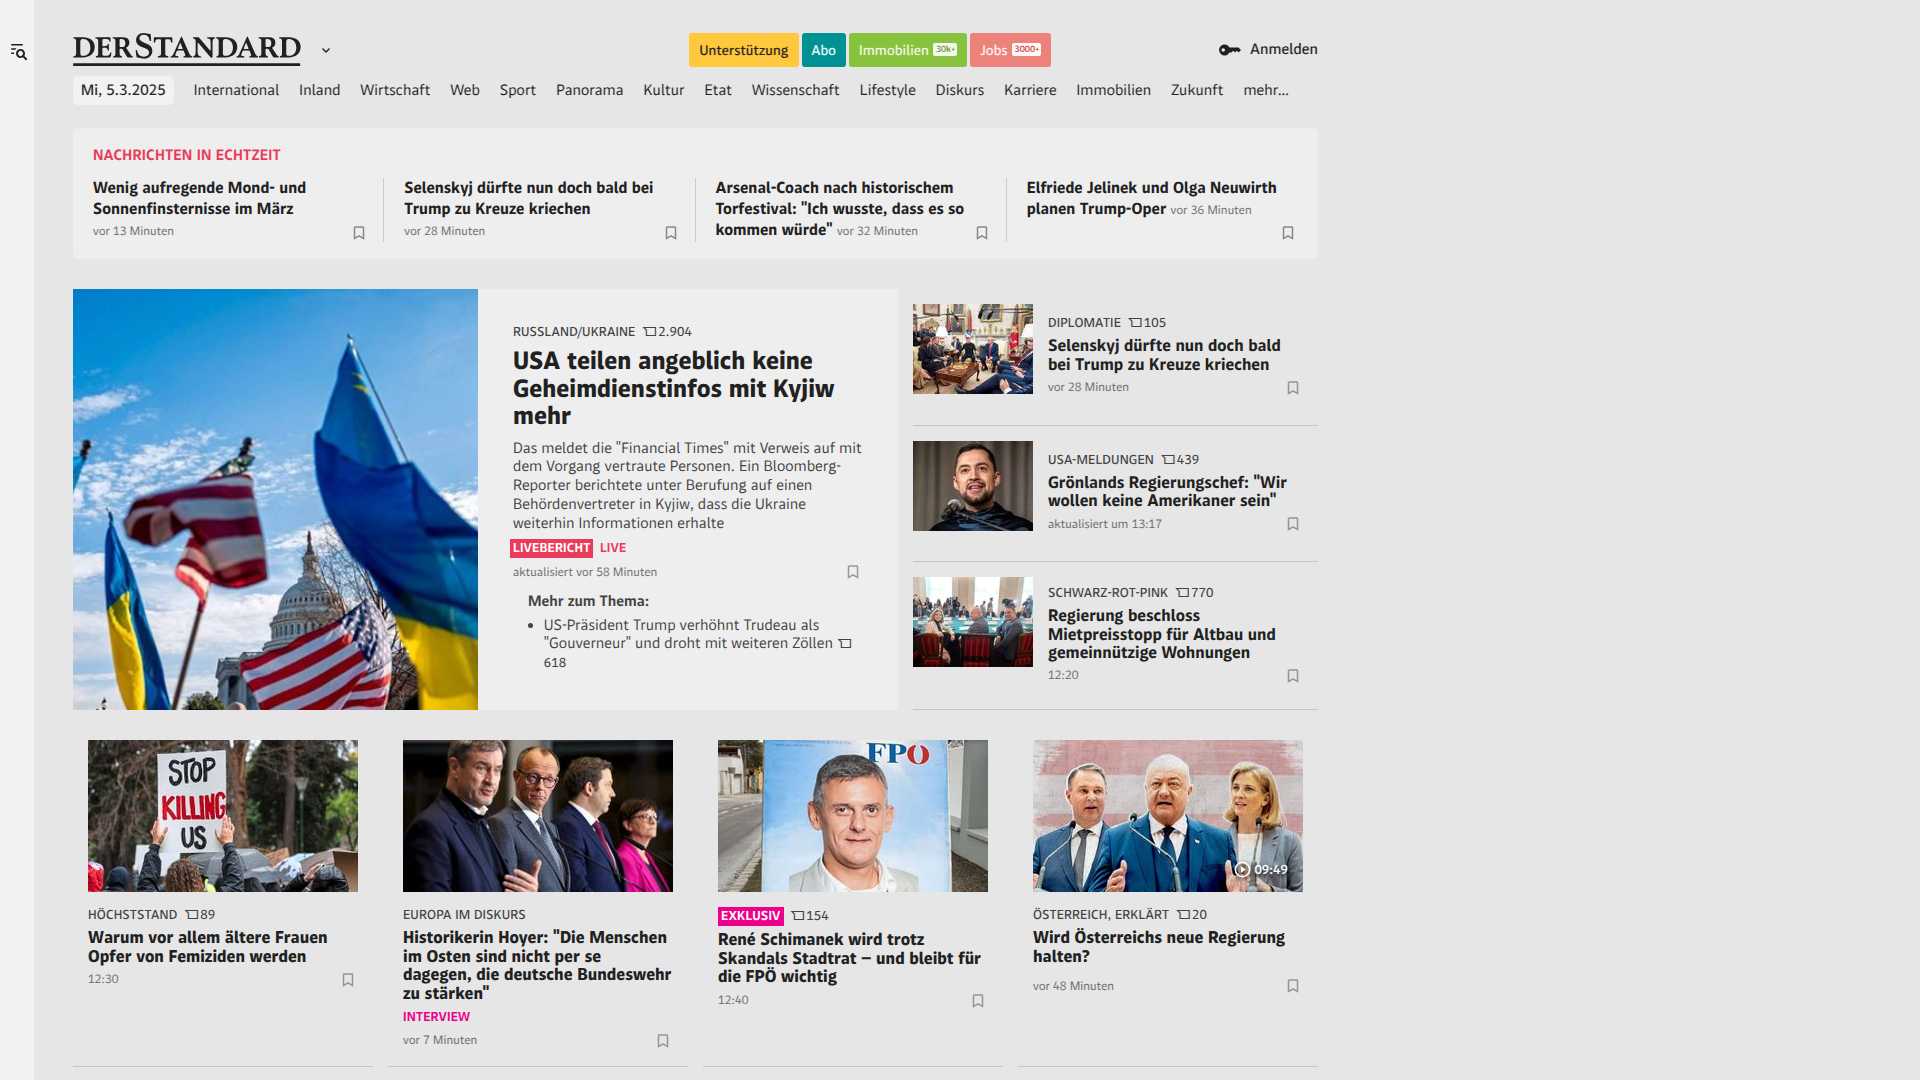 DERSTANDARD
Unterstützung Abo Immobilien 30k+ Jobs 3000+
Anmelden
Mi, 5.3.2025 International Inland Wirtschaft Web Sport Panorama Kultur Etat Wissenschaft Lifestyle Diskurs Karriere Immobilien Zukunft mehr...
NACHRICHTEN IN ECHTZEIT
Wenig aufregende Mond- und
Sonnenfinsternisse im März
vor 13 Minuten
Selenskyj dürfte nun doch bald bei
Trump zu Kreuze kriechen
vor 28 Minuten
Arsenal-Coach nach historischem
Torfestival: "Ich wusste, dass es so
kommen würde" vor 32 Minuten
Elfriede Jelinek und Olga Neuwirth
planen Trump-Oper vor 36 Minuten
RUSSLAND/UKRAINE 2.904
USA teilen angeblich keine
Geheimdienstinfos mit Kyjiw
mehr
Das meldet die "Financial Times" mit Verweis auf mit
dem Vorgang vertraute Personen. Ein Bloomberg-
Reporter berichtete unter Berufung auf einen
Behördenvertreter in Kyjiw, dass die Ukraine
weiterhin Informationen erhalte
LIVEBERICHT LIVE
aktualisiert vor 58 Minuten
Mehr zum Thema:
• US-Präsident Trump verhöhnt Trudeau als
"Gouverneur" und droht mit weiteren Zöllen
618
DIPLOMATIE 105
Selenskyj dürfte nun doch bald
bei Trump zu Kreuze kriechen
vor 28 Minuten
USA-MELDUNGEN 439
Grönlands Regierungschef: "Wir
wollen keine Amerikaner sein"
aktualisiert um 13:17
SCHWARZ-ROT-PINK 770
Regierung beschloss
Mietpreisstopp für Altbau und
gemeinnützige Wohnungen
12:20
STOP
KILLING
US
HÖCHSTSTAND 89
Warum vor allem ältere Frauen
Opfer von Femiziden werden
12:30
EUROPA IM DISKURS
Historikerin Hoyer: "Die Menschen
im Osten sind nicht per se
dagegen, die deutsche Bundeswehr
zu stärken"
INTERVIEW
vor 7 Minuten
FPÖ
EXKLUSIV 154
René Schimanek wird trotz
Skandals Stadtrat – und bleibt für
die FPÖ wichtig
12:40
09:49
ÖSTERREICH, ERKLÄRT 20
Wird Österreichs neue Regierung
halten?
vor 48 Minuten